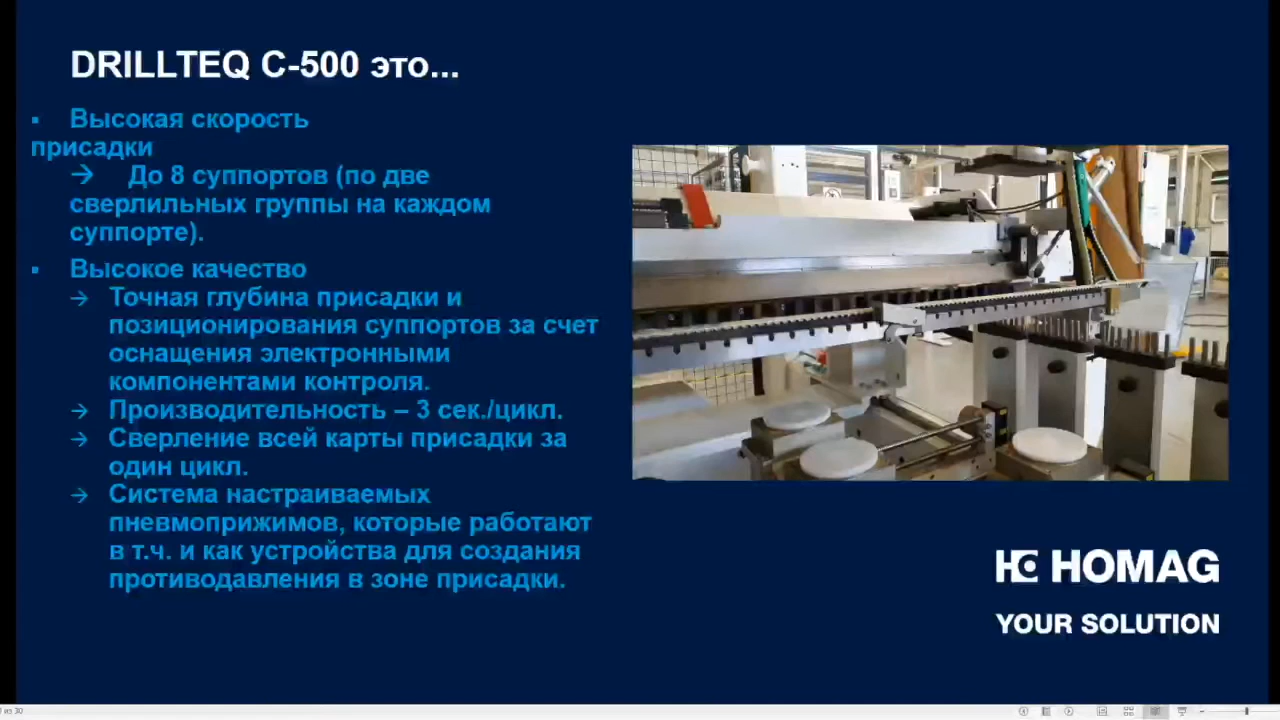 DRILLTEQ C-500 это...
▪ Высокая скорость
присадки
→ До 8 суппортов (по две
сверлильных группы на каждом
суппорте).
▪ Высокое качество
→ Точная глубина присадки и
позиционирования суппортов за счет
оснащения электронными
компонентами контроля.
→ Производительность – 3 сек./цикл.
→ Сверление всей карты присадки за
один цикл.
→ Система настраиваемых
пневмоприжимов, которые работают
в т.ч. и как устройства для создания
противодавления в зоне присадки.
HOMAG
YOUR SOLUTION
из 30